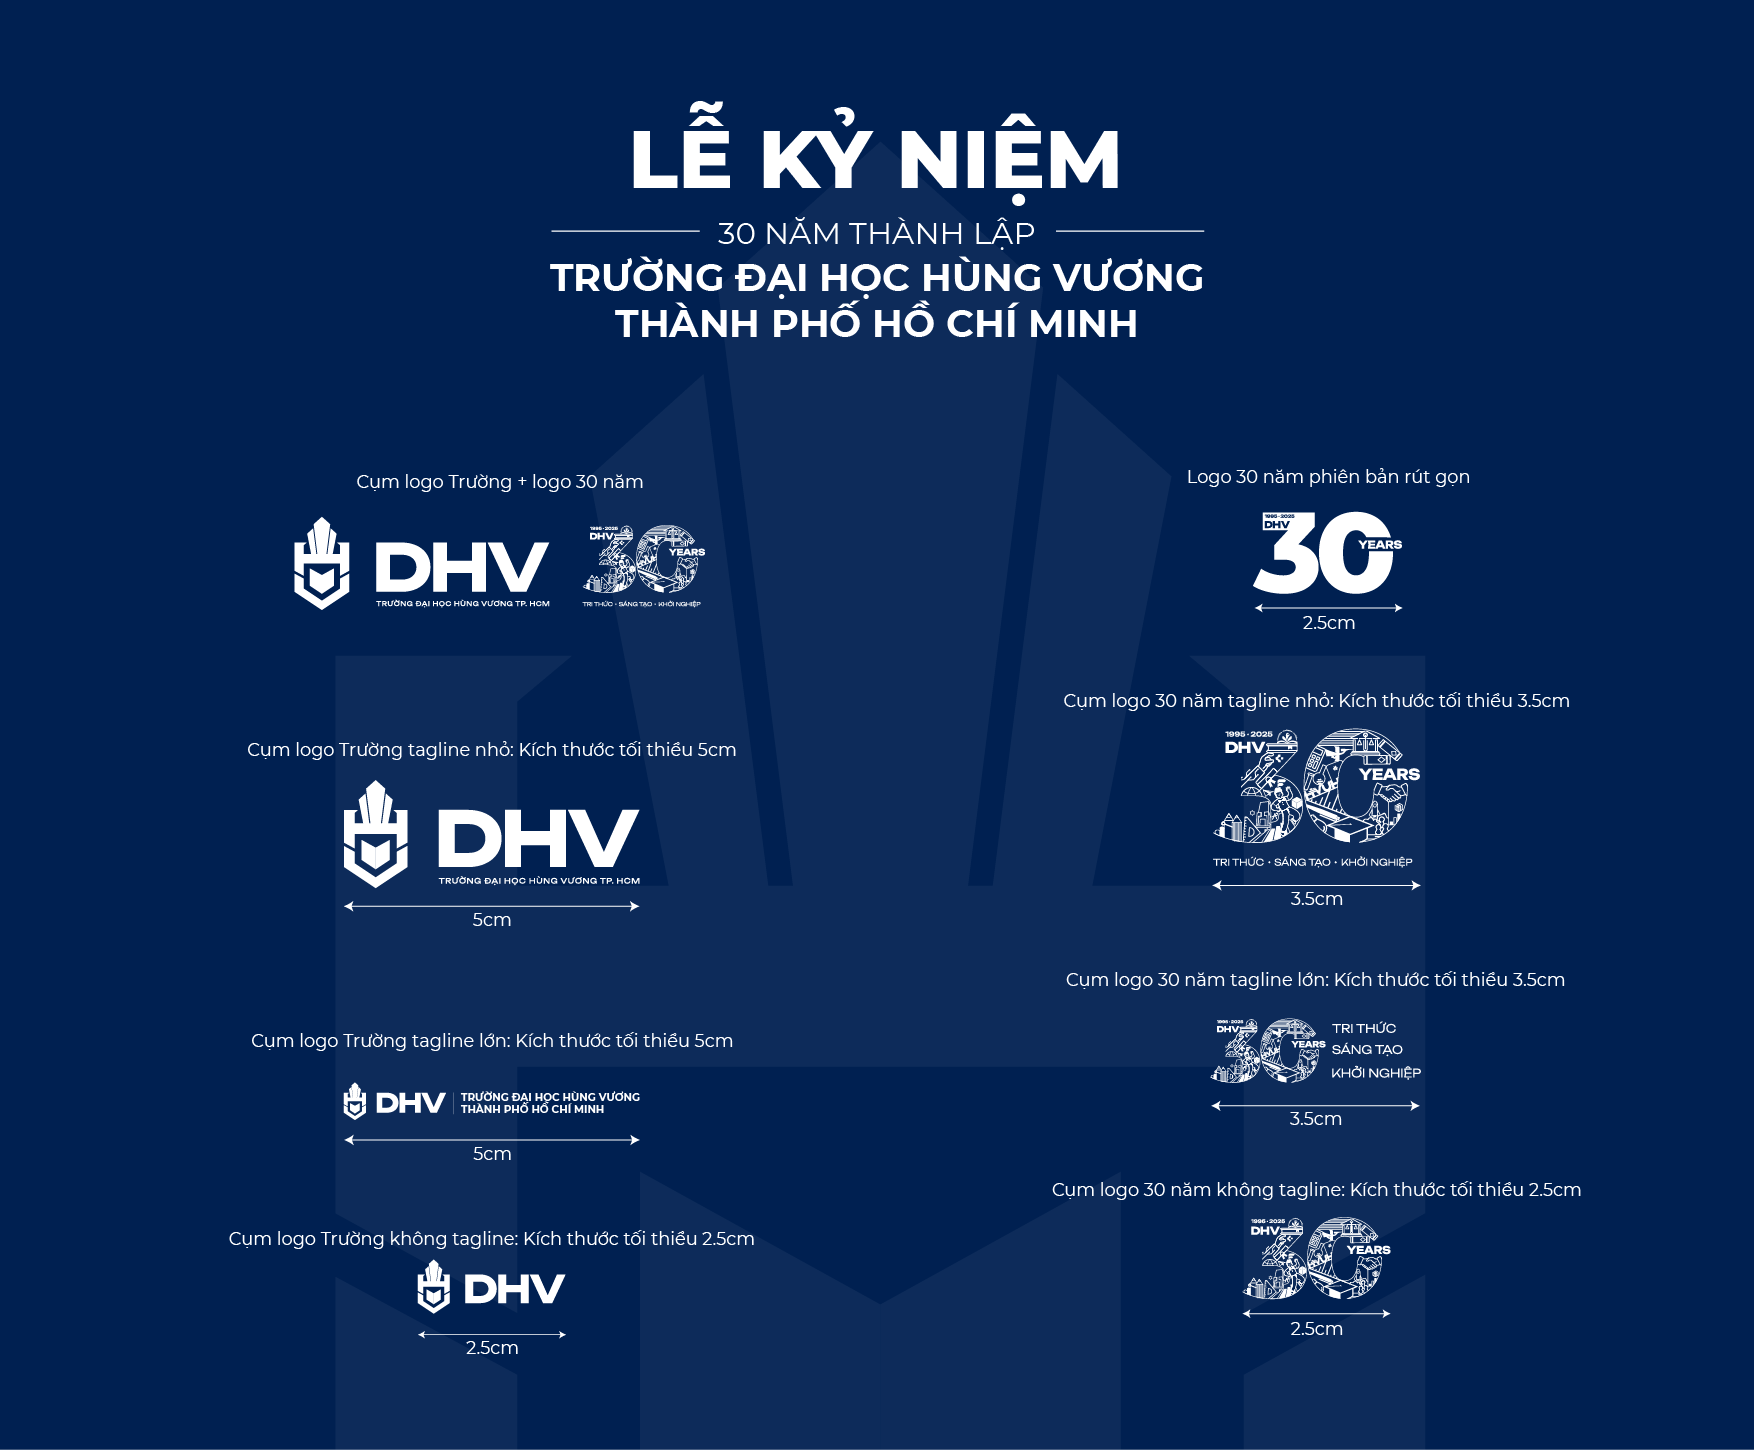 LỄ KỶ NIỆM
30 NĂM THÀNH LẬP
TRƯỜNG ĐẠI HỌC HÙNG VƯƠNG
THÀNH PHỐ HỒ CHÍ MINH
Cụm logo Trường + logo 30 năm
DHV
TRƯỜNG ĐẠI HỌC HÙNG VƯƠNG TP. HCM
1995 - 2025
DHV
30
YEARS
TRI THỨC • SÁNG TẠO • KHỞI NGHIỆP
Cụm logo Trường tagline nhỏ: Kích thước tối thiểu 5cm
DHV
TRƯỜNG ĐẠI HỌC HÙNG VƯƠNG TP. HCM
5cm
Cụm logo Trường tagline lớn: Kích thước tối thiểu 5cm
DHV
TRƯỜNG ĐẠI HỌC HÙNG VƯƠNG
THÀNH PHỐ HỒ CHÍ MINH
5cm
Cụm logo Trường không tagline: Kích thước tối thiểu 2.5cm
DHV
2.5cm
Logo 30 năm phiên bản rút gọn
1995 - 2025
DHV
30
YEARS
2.5cm
Cụm logo 30 năm tagline nhỏ: Kích thước tối thiểu 3.5cm
1995 - 2025
DHV
30
YEARS
HVUH
TRI THỨC • SÁNG TẠO • KHỞI NGHIỆP
3.5cm
Cụm logo 30 năm tagline lớn: Kích thước tối thiểu 3.5cm
1995 - 2025
DHV
30
YEARS
TRI THỨC
SÁNG TẠO
KHỞI NGHIỆP
3.5cm
Cụm logo 30 năm không tagline: Kích thước tối thiểu 2.5cm
1995 - 2025
DHV
30
YEARS
2.5cm